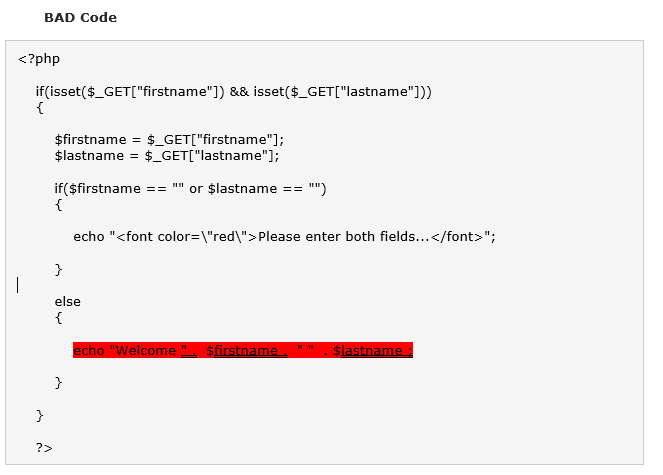 BAD Code
<?php
if(isset($_GET["firstname"]) && isset($_GET["lastname"]))
{
$firstname = $_GET["firstname"];
$lastname = $_GET["lastname"];
if($firstname == "" or $lastname == "")
{
echo "<font color=\"red\">Please enter both fields...</font>";
}
else
{
echo "Welcome " . $firstname . " " . $lastname ;
}
}
?>